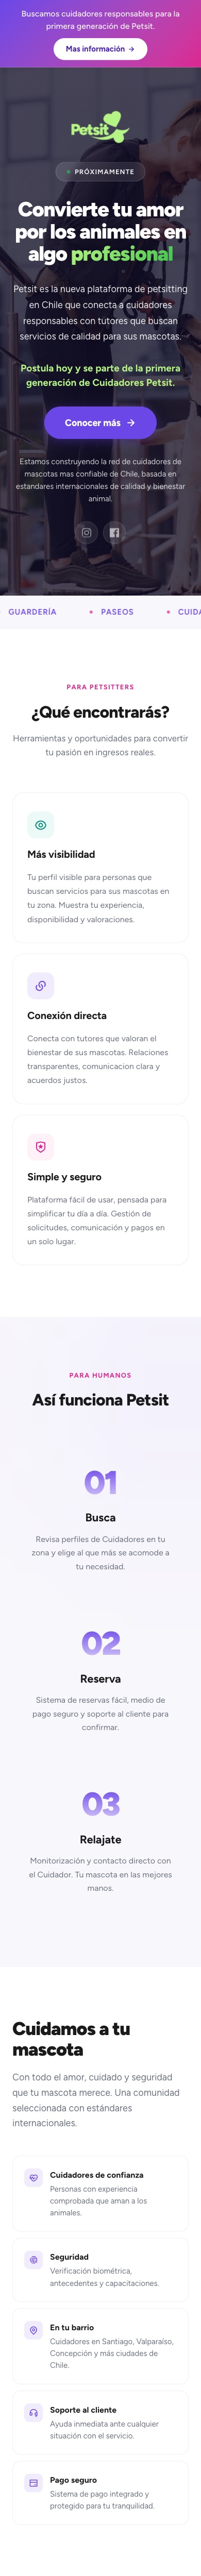 Buscamos cuidadores responsables para la
primera generación de Petsit.
Mas información →
Petsit
PRÓXIMAMENTE
Convierte tu amor
por los animales en
algo profesional
Petsit es la nueva plataforma de petsitting
en Chile que conecta a cuidadores
responsables con tutores que buscan
servicios de calidad para sus mascotas.
Postula hoy y se parte de la primera
generación de Cuidadores Petsit.
Conocer más →
Estamos construyendo la red de cuidadores de
mascotas mas confiable de Chile, basada en
estandares internacionales de calidad y bienestar
animal.
GUARDERÍA • PASEOS • CUIDA
PARA PETSITTERS
¿Qué encontrarás?
Herramientas y oportunidades para convertir
tu pasión en ingresos reales.
Más visibilidad
Tu perfil visible para personas que
buscan servicios para sus mascotas en
tu zona. Muestra tu experiencia,
disponibilidad y valoraciones.
Conexión directa
Conecta con tutores que valoran el
bienestar de sus mascotas. Relaciones
transparentes, comunicacion clara y
acuerdos justos.
Simple y seguro
Plataforma fácil de usar, pensada para
simplificar tu día a día. Gestión de
solicitudes, comunicación y pagos en
un solo lugar.
PARA HUMANOS
Así funciona Petsit
01
Busca
Revisa perfiles de Cuidadores en tu
zona y elige al que más se acomode a
tu necesidad.
02
Reserva
Sistema de reservas fácil, medio de
pago seguro y soporte al cliente para
confirmar.
03
Relajate
Monitorización y contacto directo con
el Cuidador. Tu mascota en las mejores
manos.
Cuidamos a tu
mascota
Con todo el amor, cuidado y seguridad
que tu mascota merece. Una comunidad
seleccionada con estándares
internacionales.
Cuidadores de confianza
Personas con experiencia
comprobada que aman a los
animales.
Seguridad
Verificación biométrica,
antecedentes y capacitaciones.
En tu barrio
Cuidadores en Santiago, Valparaíso,
Concepción y más ciudades de
Chile.
Soporte al cliente
Ayuda inmediata ante cualquier
situación con el servicio.
Pago seguro
Sistema de pago integrado y
protegido para tu tranquilidad.